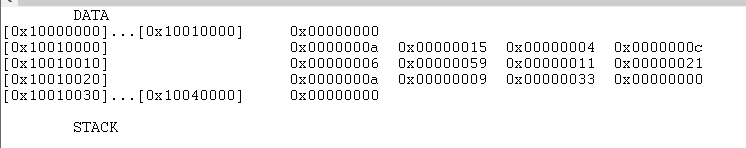 DATA
[0x10000000]...[0x10010000] 0x00000000
[0x10010000] 0x0000000a 0x00000015 0x00000004 0x0000000c
[0x10010010] 0x00000006 0x00000059 0x00000011 0x00000021
[0x10010020] 0x0000000a 0x00000009 0x00000033 0x00000000
[0x10010030]...[0x10040000] 0x00000000
STACK